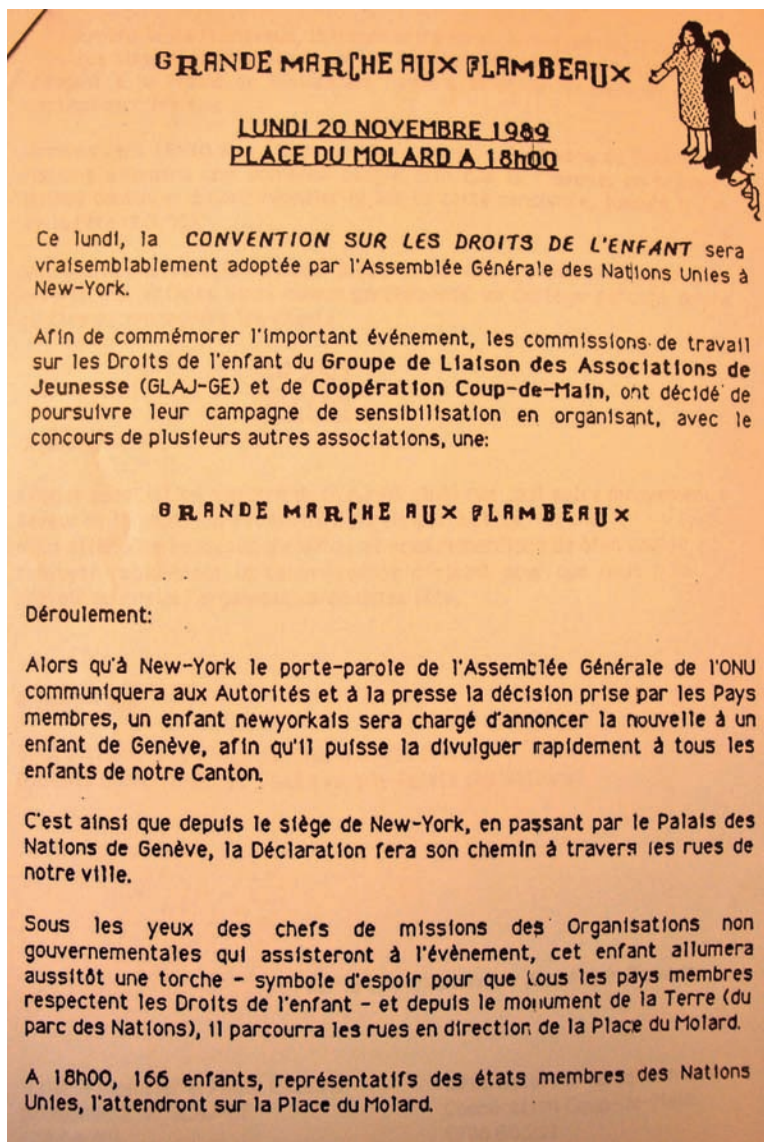 GRANDE MARCHE AUX FLAMBEAUX
LUNDI 20 NOVEMBRE 1989
PLACE DU MOLARD A 18h00
Ce lundi, la CONVENTION SUR LES DROITS DE L'ENFANT sera
vraisemblablement adoptée par l'Assemblée Générale des Nations Unies à
New-York.
Afin de commémorer l'important événement, les commissions de travail
sur les Droits de l'enfant du Groupe de Liaison des Associations de
Jeunesse (GLAJ-GE) et de Coopération Coup-de-Main, ont décidé de
poursuivre leur campagne de sensibilisation en organisant, avec le
concours de plusieurs autres associations, une:
GRANDE MARCHE AUX FLAMBEAUX
Déroulement:
Alors qu'à New-York le porte-parole de l'Assemblée Générale de l'ONU
communiquera aux Autorités et à la presse la décision prise par les Pays
membres, un enfant newyorkais sera chargé d'annoncer la nouvelle à un
enfant de Genève, afin qu'il puisse la divulguer rapidement à tous les
enfants de notre Canton.
C'est ainsi que depuis le siège de New-York, en passant par le Palais des
Nations de Genève, la Déclaration fera son chemin à travers les rues de
notre ville.
Sous les yeux des chefs de missions des Organisations non
gouvernementales qui assisteront à l'évènement, cet enfant allumera
aussitôt une torche - symbole d'espoir pour que tous les pays membres
respectent les Droits de l'enfant - et depuis le monument de la Terre (du
parc des Nations), il parcourra les rues en direction de la Place du Molard.
A 18h00, 166 enfants, représentatifs des états membres des Nations
Unies, l'attendront sur la Place du Molard.